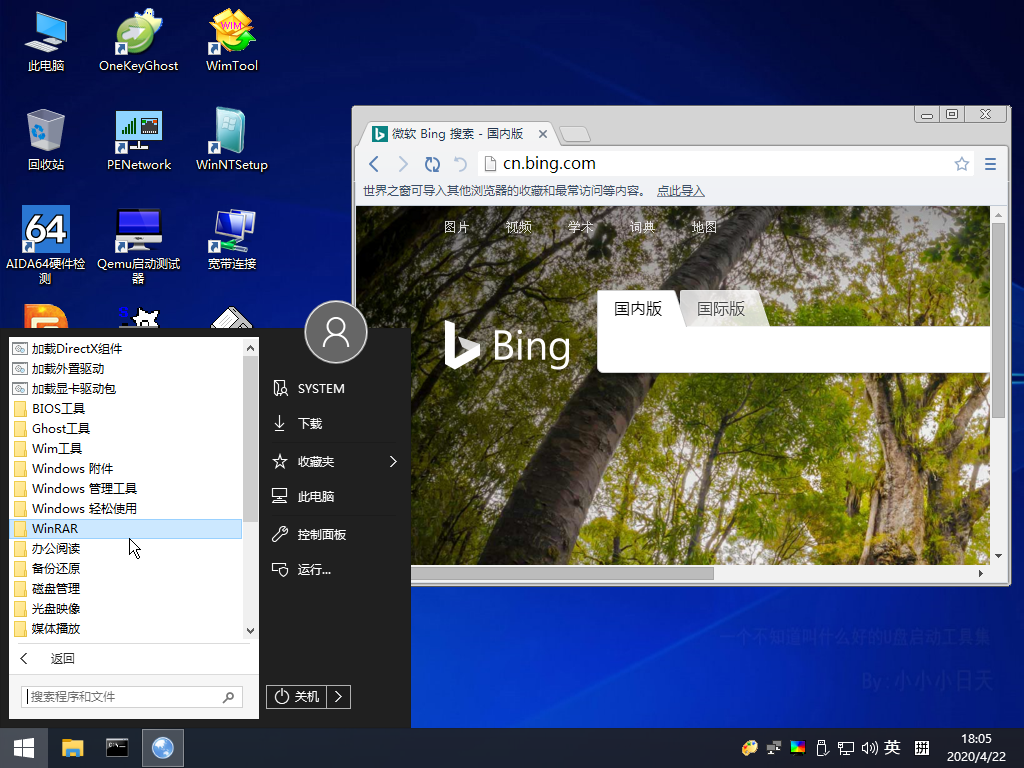 此电脑
OneKeyGhost
WimTool
WIM
回收站
PENetwork
WinNTSetup
64
AIDA64硬件检
测
Qemu启动测试
器
宽带连接
微软 Bing 搜索 - 国内版
cn.bing.com
世界之窗可导入其他浏览器的收藏和最常访问等内容。 点此导入
图片 视频 学术 词典 地图
国内版 国际版
Bing
加载DirectX组件
加载外置驱动
加载显卡驱动包
BIOS工具
Ghost工具
Wim工具
Windows 附件
Windows 管理工具
Windows 轻松使用
WinRAR
办公阅读
备份还原
磁盘管理
光盘映像
媒体播放
返回
搜索程序和文件
SYSTEM
下载
收藏夹
此电脑
控制面板
运行...
关机
一个不知道叫什么好的U盘启动工具集
By: 小小小日天
英 拼
18:05
2020/4/22